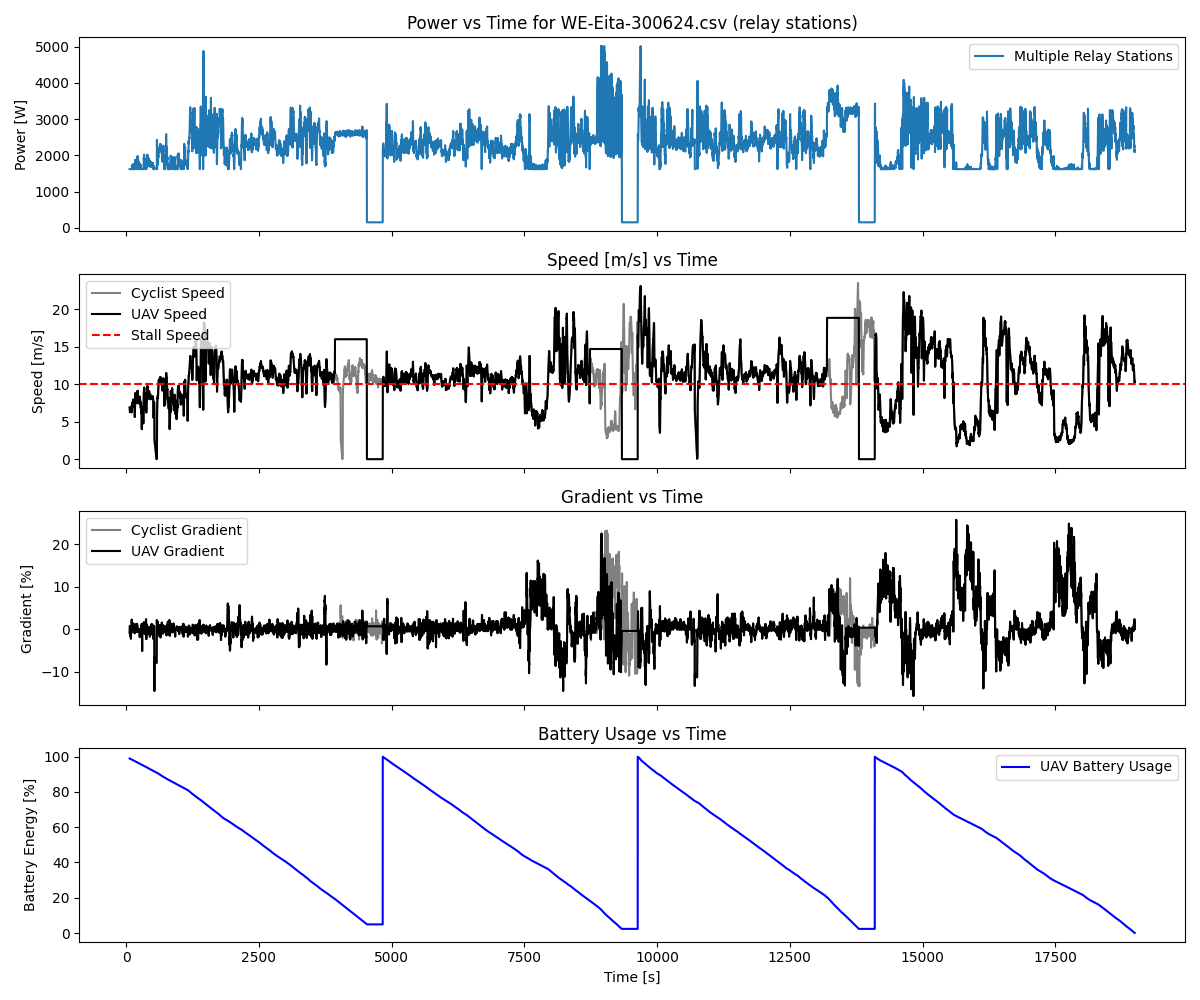 Power vs Time for WE-Eita-300624.csv (relay stations)
5000
4000
3000
2000
1000
0
Power [W]
Multiple Relay Stations
Speed [m/s] vs Time
20
15
10
5
0
Speed [m/s]
Cyclist Speed
UAV Speed
Stall Speed
Gradient vs Time
20
10
0
−10
Gradient [%]
Cyclist Gradient
UAV Gradient
Battery Usage vs Time
100
80
60
40
20
0
Battery Energy [%]
UAV Battery Usage
0 2500 5000 7500 10000 12500 15000 17500
Time [s]